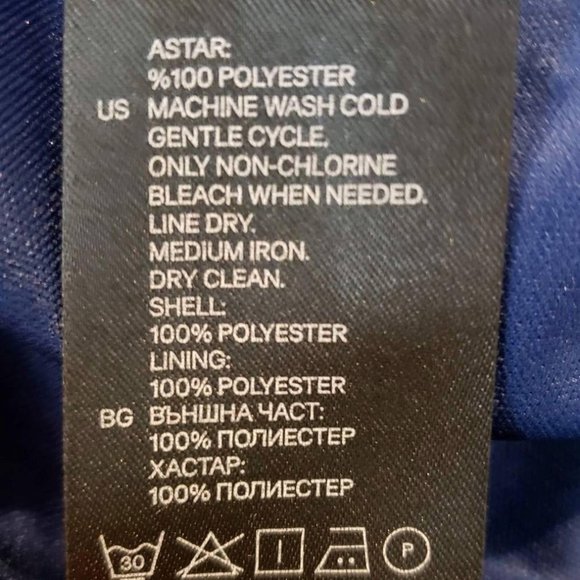 ASTAR:
%100 POLYESTER
US MACHINE WASH COLD
GENTLE CYCLE.
ONLY NON-CHLORINE
BLEACH WHEN NEEDED.
LINE DRY.
MEDIUM IRON.
DRY CLEAN.
SHELL:
100% POLYESTER
LINING:
100% POLYESTER
BG ВЪНШНА ЧАСТ:
100% ПОЛИЕСТЕР
ХАСТАР:
100% ПОЛИЕСТЕР
30 P